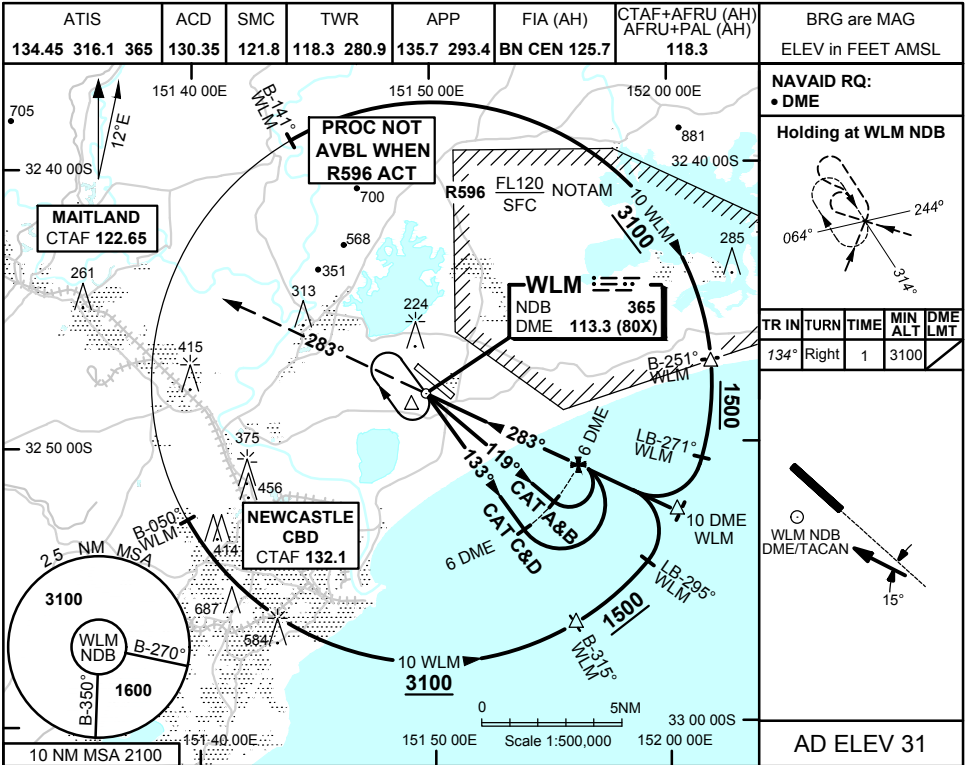 ATIS
134.45 316.1 365
ACD
130.35
SMC
121.8
TWR
118.3 280.9
APP
135.7 293.4
FIA (AH)
BN CEN 125.7
CTAF+AFRU (AH)
AFRU+PAL (AH)
118.3
BRG are MAG
ELEV in FEET AMSL
151 40 00E
151 50 00E
152 00 00E
NAVAID RQ:
• DME
Holding at WLM NDB
244°
064°
314°
TR IN
TURN
TIME
MIN ALT
DME LMT
134°
Right
1
3100
705
12°E
B-141°
WLM
PROC NOT
AVBL WHEN
R596 ACT
881
32 40 00S
32 40 00S
R596
FL120
SFC
NOTAM
700
10 WLM
3100
MAITLAND
CTAF 122.65
568
285
351
261
313
WLM
NDB 365
DME 113.3 (80X)
224
283°
415
B-251°
WLM
1500
283°
6 DME
LB-271°
WLM
119°
133°
CAT A&B
CAT C&D
32 50 00S
375
456
B-050°
WLM
414
NEWCASTLE
CBD
CTAF 132.1
6 DME
10 DME
WLM
LB-295°
WLM
1500
WLM NDB
DME/TACAN
15°
2.5 NM MSA
3100
WLM
NDB
B-270°
B-350°
1600
687
584
B-315°
WLM
10 WLM
3100
0
5NM
Scale 1:500,000
33 00 00S
10 NM MSA 2100
151 40 00E
151 50 00E
152 00 00E
AD ELEV 31